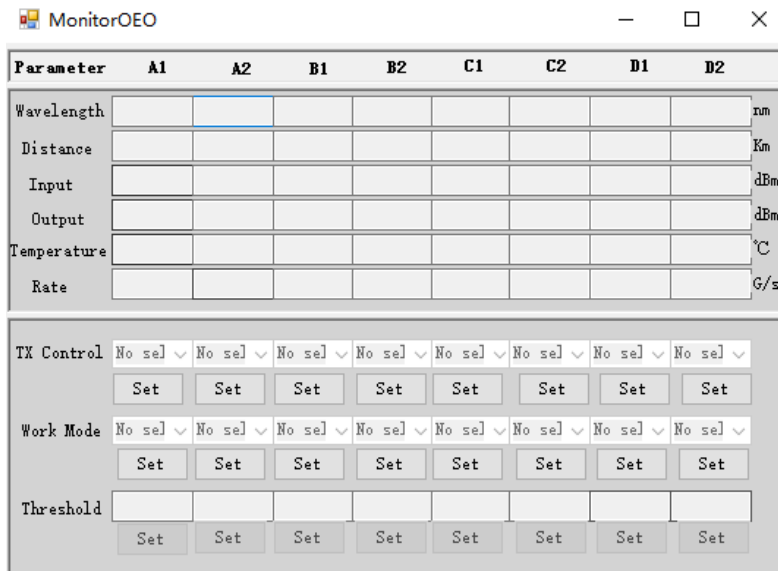 MonitorOEO
Parameter A1 A2 B1 B2 C1 C2 D1 D2
Wavelength nm
Distance Km
Input dBm
Output dBm
Temperature ℃
Rate G/s
TX Control No sel No sel No sel No sel No sel No sel No sel No sel
Set Set Set Set Set Set Set Set
Work Mode No sel No sel No sel No sel No sel No sel No sel No sel
Set Set Set Set Set Set Set Set
Threshold
Set Set Set Set Set Set Set Set